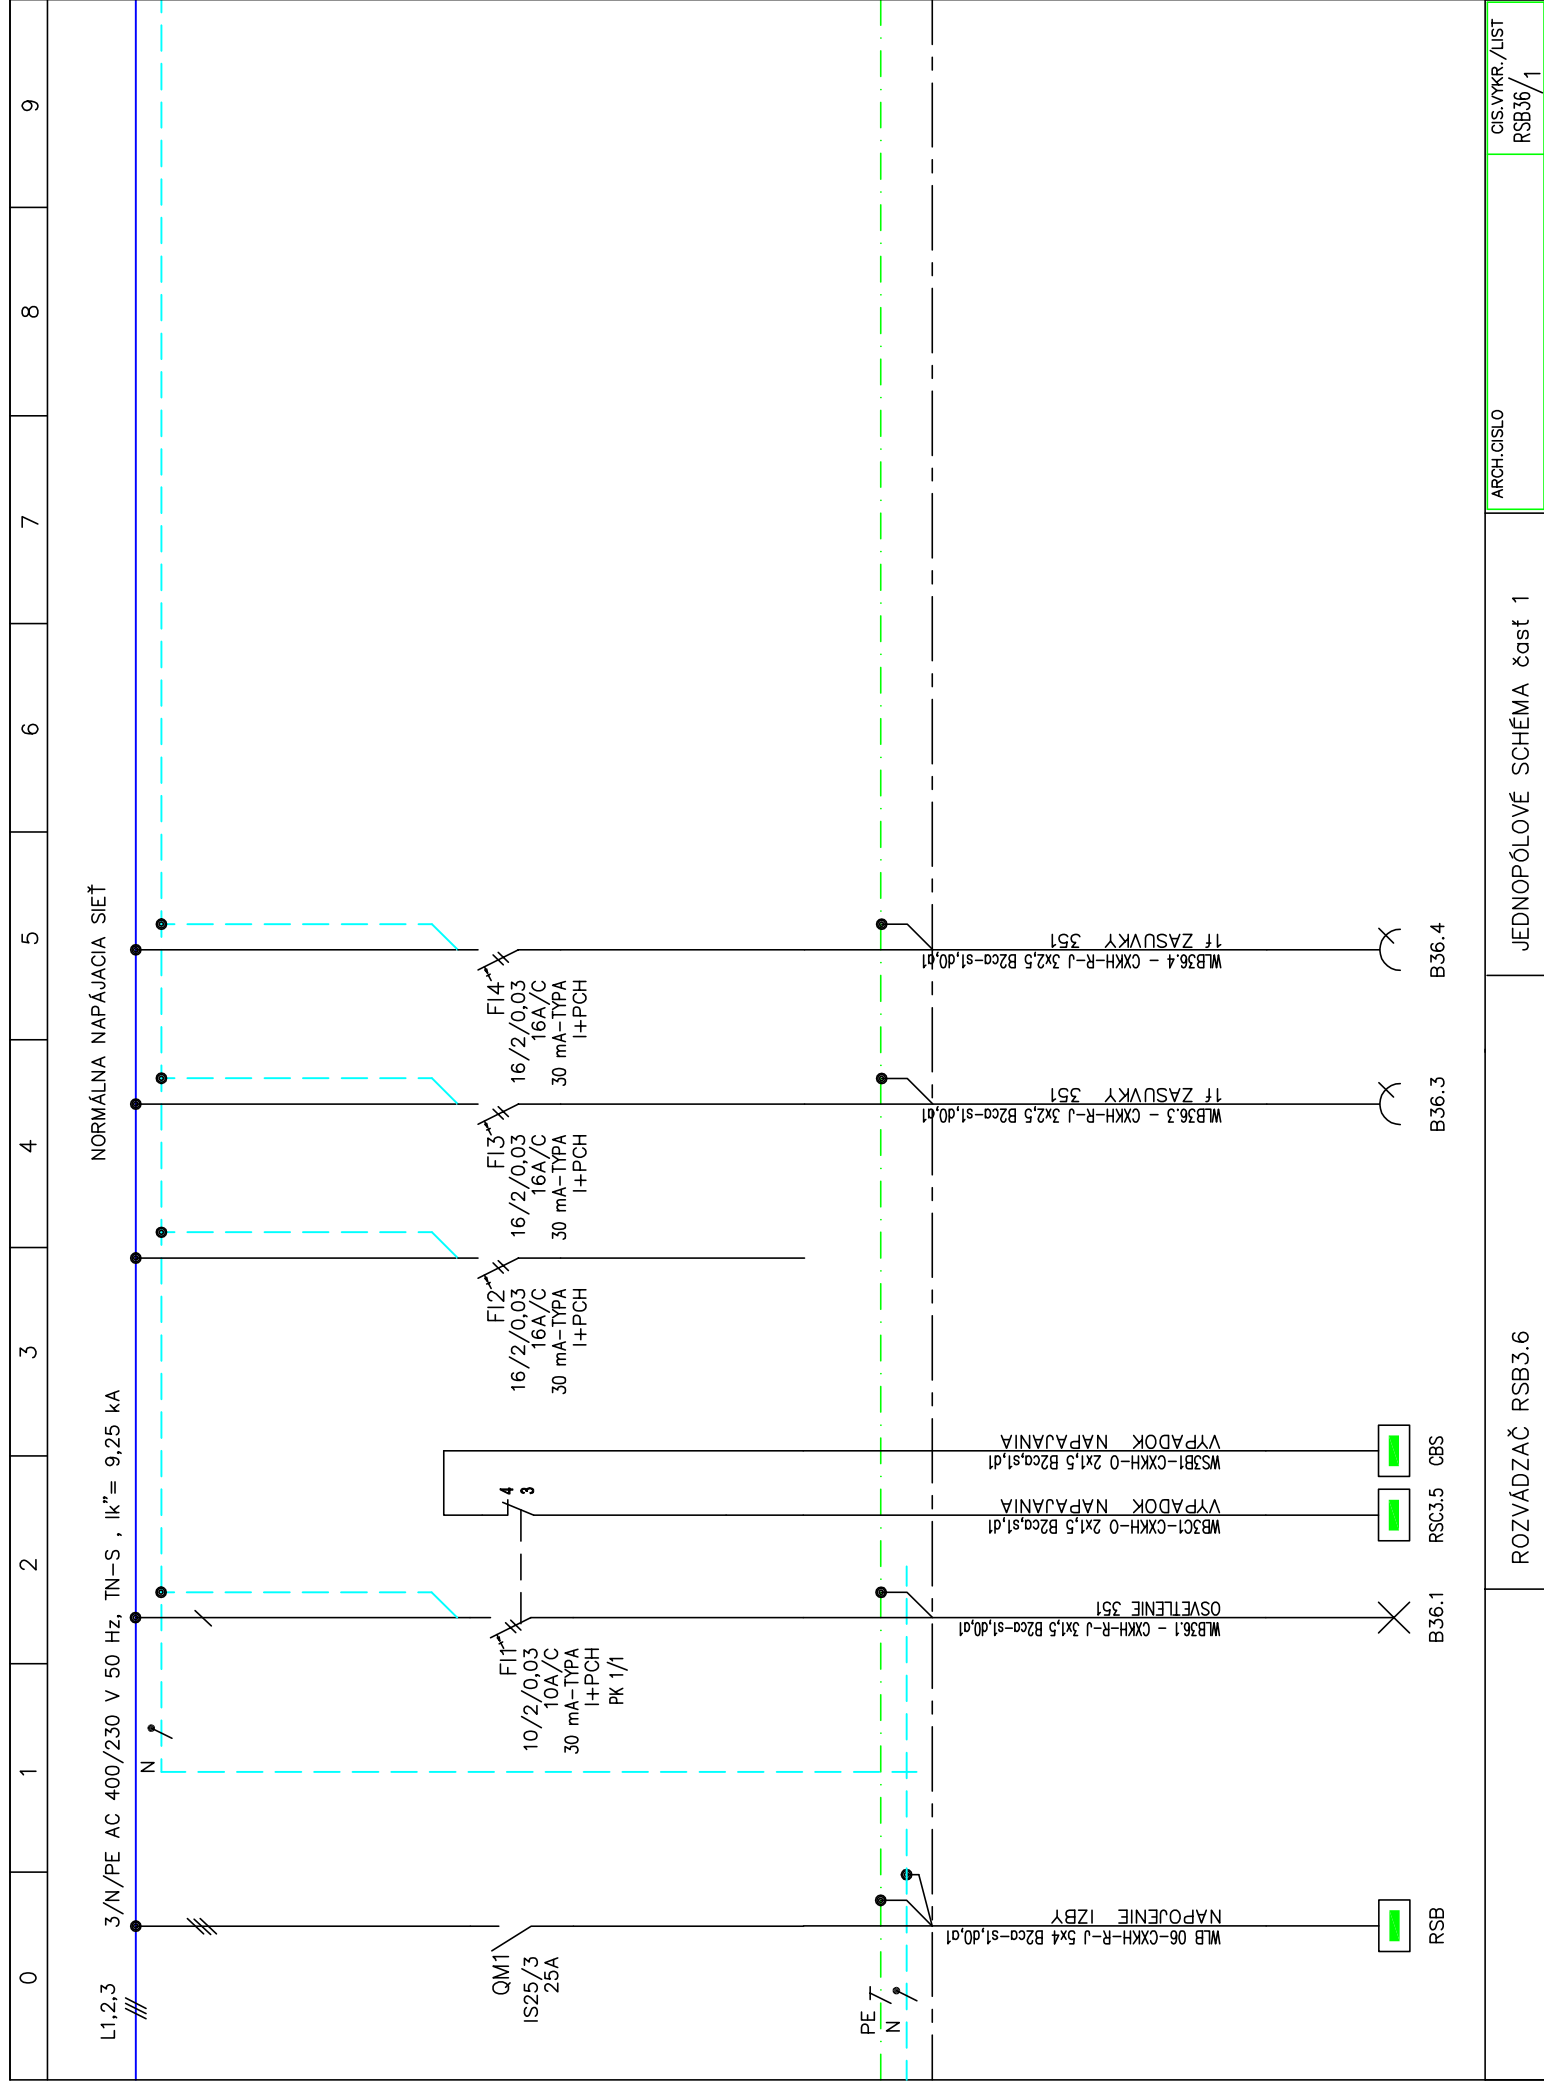 0 1 2 3 4 5 6 7 8 9
NORMÁLNA NAPÁJACIA SIEŤ
3/N/PE AC 400/230 V 50 Hz, TN-S , Ik"= 9,25 kA
L1,2,3
N
QM1
IS25/3
25A
FI1
10/2/0,03
10A/C
30 mA-TYPA
I+PCH
PK 1/1
4
3
FI2
16/2/0,03
16A/C
30 mA-TYPA
I+PCH
FI3
16/2/0,03
16A/C
30 mA-TYPA
I+PCH
FI4
16/2/0,03
16A/C
30 mA-TYPA
I+PCH
PE
N
WLB 06-CXKH-R-J 5x4 B2ca-s1,d0,a1
NAPOJENIE IZBY
WLB36.1 - CXKH-R-J 3x1,5 B2ca-s1,d0,a1
OSVETLENIE 351
WB3C1-CXKH-O 2x1,5 B2ca,s1,d1
VYPADOK NAPAJANIA
WS3B1-CXKH-O 2x1,5 B2ca,s1,d1
VYPADOK NAPAJANIA
WLB36.3 - CXKH-R-J 3x2,5 B2ca-s1,d0,a1
1f ZASUVKY 351
WLB36.4 - CXKH-R-J 3x2,5 B2ca-s1,d0,a1
1f ZASUVKY 351
RSB
B36.1
RSC3.5
CBS
B36.3
B36.4
ROZVÁDZAČ RSB3.6
JEDNOPÓLOVÉ SCHÉMA časť 1
ARCH.CISLO
CIS.VYKR./LIST
RSB36/1